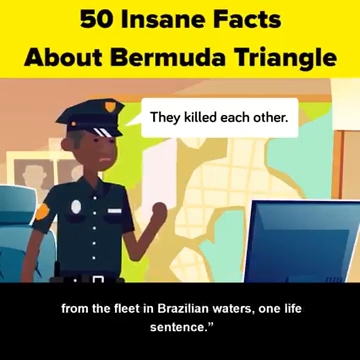 50 Insane Facts
About Bermuda Triangle
They killed each other.
from the fleet in Brazilian waters, one life
sentence.”